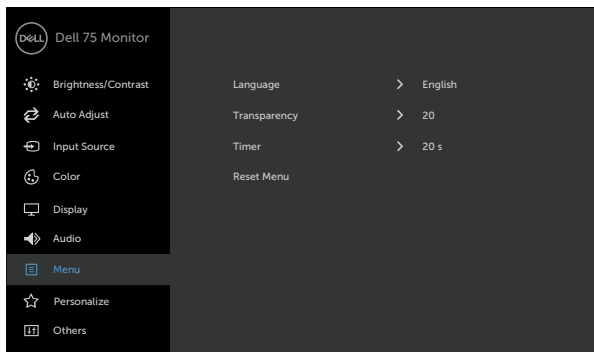 DELL Dell 75 Monitor
Brightness/Contrast
Auto Adjust
Input Source
Color
Display
Audio
Menu
Personalize
Others
Language English
Transparency 20
Timer 20 s
Reset Menu